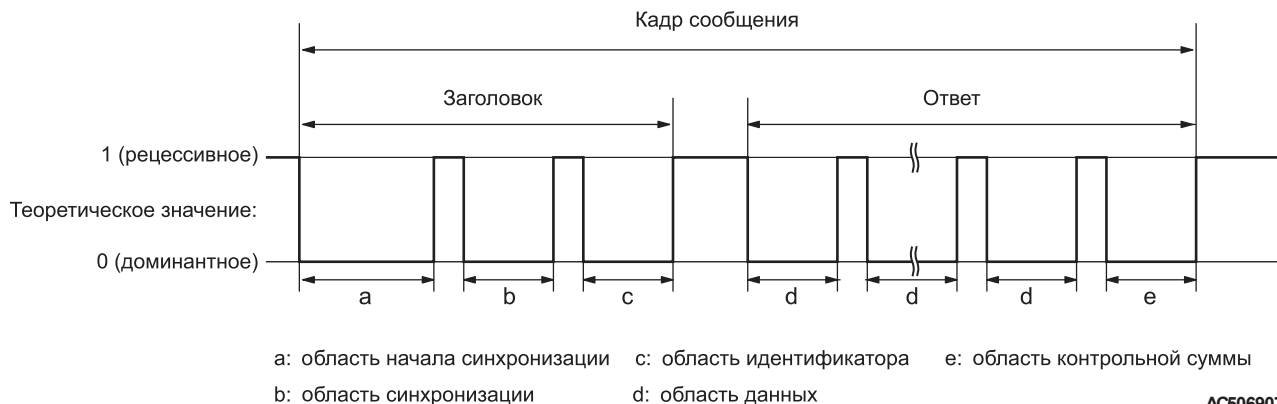 Кадр сообщения
Заголовок
Ответ
1 (рецессивное)
Теоретическое значение:
0 (доминантное)
a b c d d d e
a: область начала синхронизации c: область идентификатора e: область контрольной суммы
b: область синхронизации d: область данных
AC506907